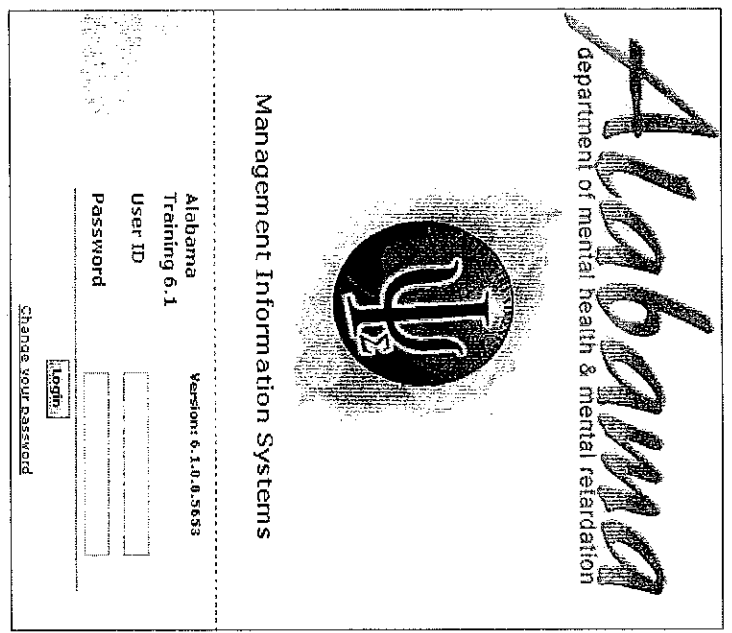 Alabama
department of mental health & mental retardation
Ψ
Σ
Management Information Systems
Alabama
Training 6.1
Version: 6.1.0.8.5653
User ID
Password
Login
Change your password